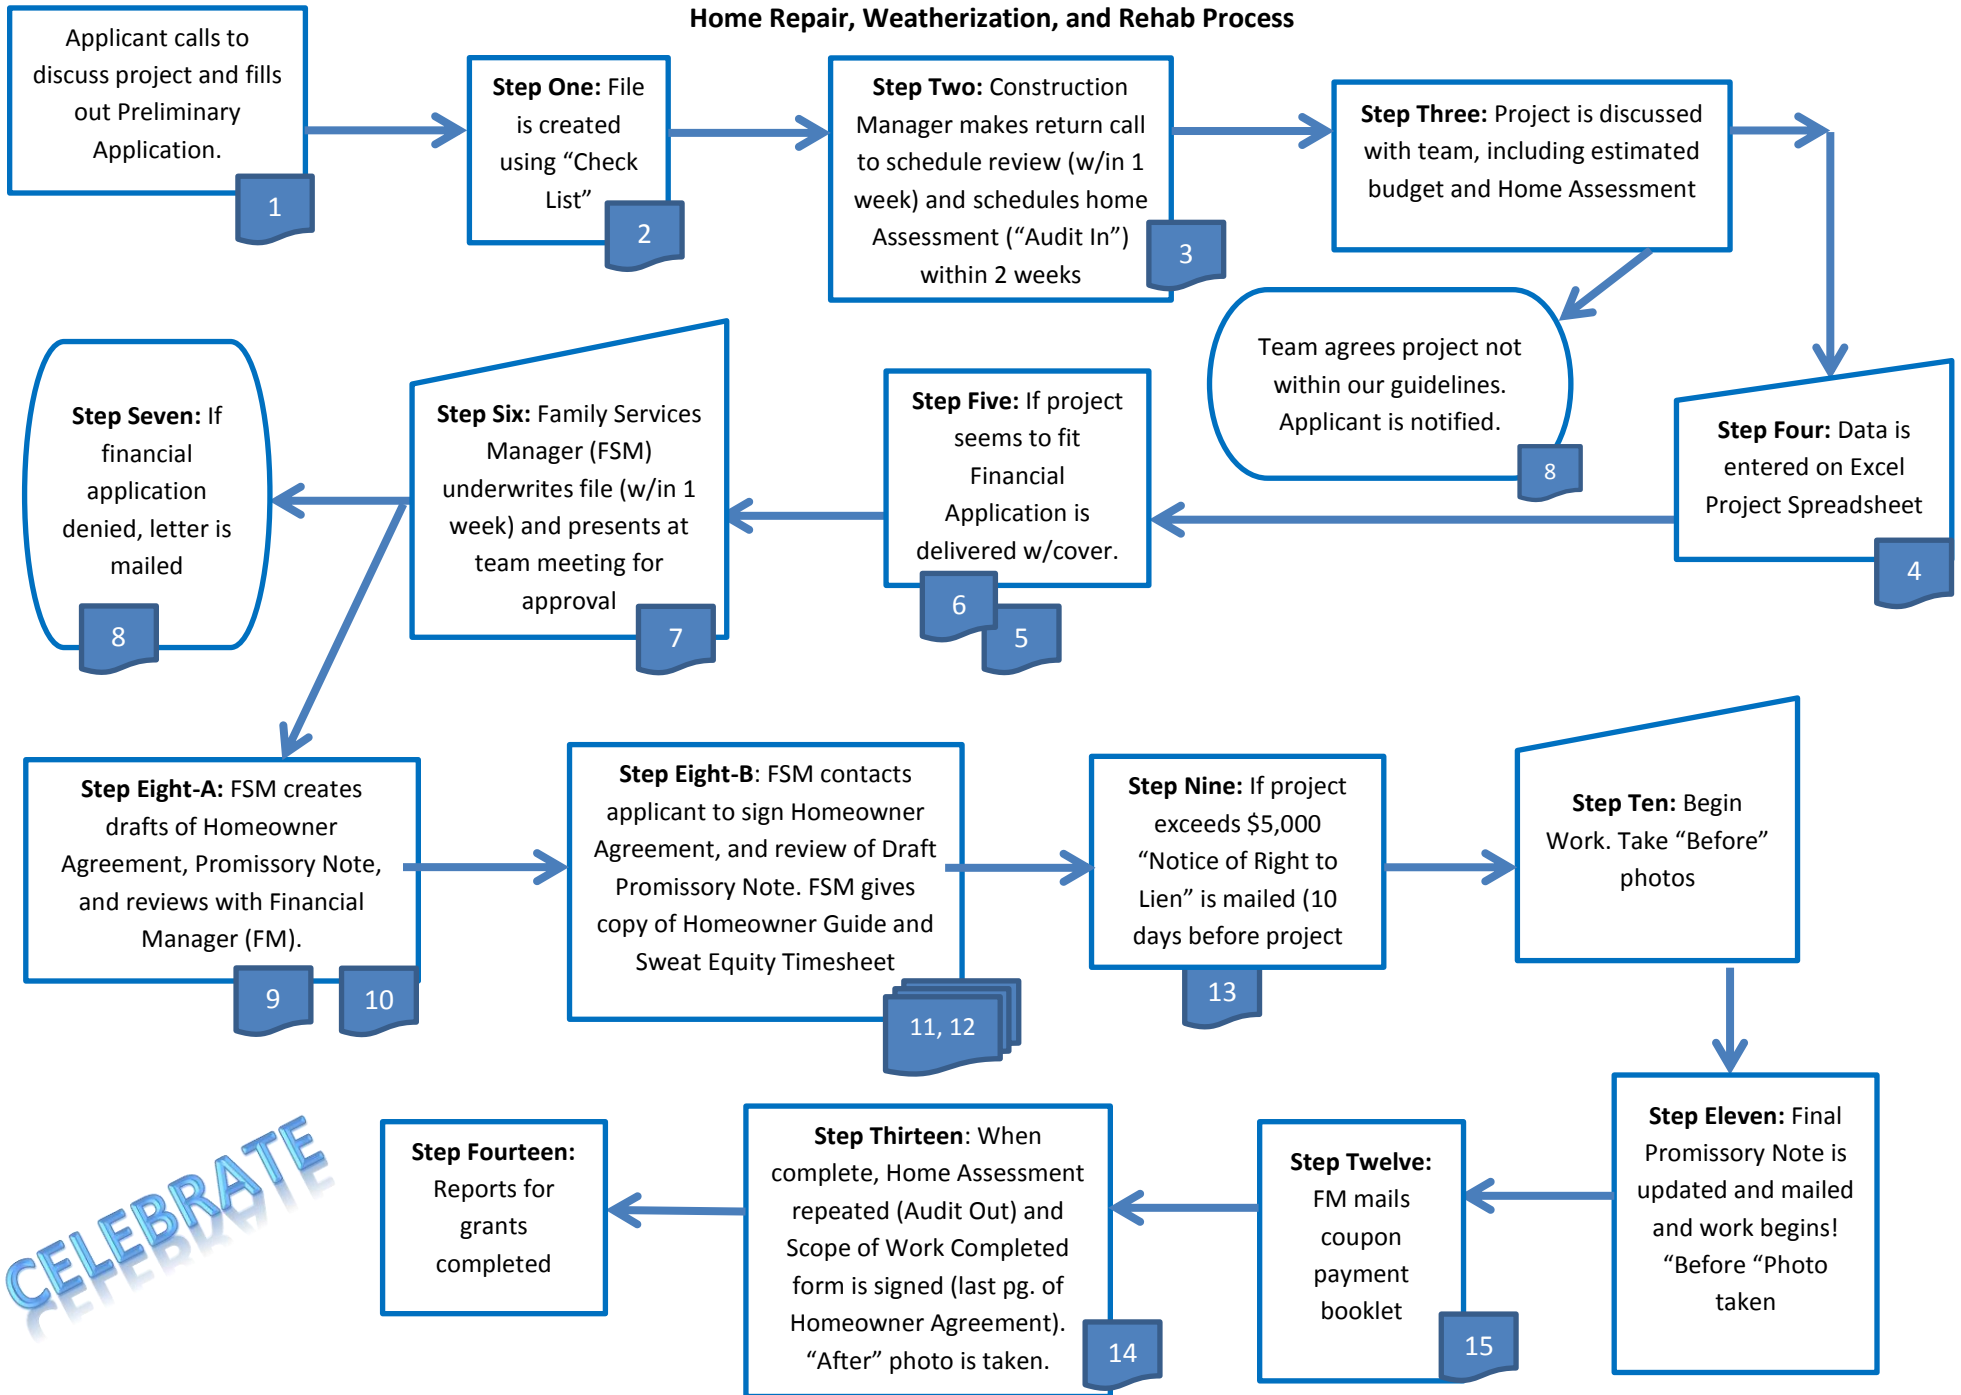 Home Repair, Weatherization, and Rehab Process
Applicant calls to
discuss project and fills
out Preliminary
Application.
1
Step One: File
is created
using “Check
List”
2
Step Two: Construction
Manager makes return call
to schedule review (w/in 1
week) and schedules home
Assessment (“Audit In”)
within 2 weeks
3
Step Three: Project is discussed
with team, including estimated
budget and Home Assessment
Team agrees project not
within our guidelines.
Applicant is notified.
8
Step Four: Data is
entered on Excel
Project Spreadsheet
4
Step Five: If project
seems to fit
Financial
Application is
delivered w/cover.
6
5
Step Six: Family Services
Manager (FSM)
underwrites file (w/in 1
week) and presents at
team meeting for
approval
7
Step Seven: If
financial
application
denied, letter is
mailed
8
Step Eight-A: FSM creates
drafts of Homeowner
Agreement, Promissory Note,
and reviews with Financial
Manager (FM).
9
10
Step Eight-B: FSM contacts
applicant to sign Homeowner
Agreement, and review of Draft
Promissory Note. FSM gives
copy of Homeowner Guide and
Sweat Equity Timesheet
11, 12
Step Nine: If project
exceeds $5,000
“Notice of Right to
Lien” is mailed (10
days before project
13
Step Ten: Begin
Work. Take “Before”
photos
Step Eleven: Final
Promissory Note is
updated and mailed
and work begins!
“Before “Photo
taken
Step Twelve:
FM mails
coupon
payment
booklet
15
Step Thirteen: When
complete, Home Assessment
repeated (Audit Out) and
Scope of Work Completed
form is signed (last pg. of
Homeowner Agreement).
“After” photo is taken.
14
Step Fourteen:
Reports for
grants
completed
CELEBRATE